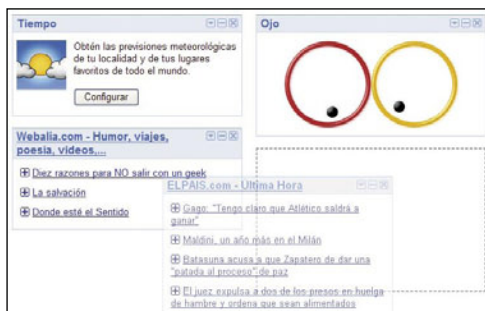 Tiempo
Obtén las previsiones meteorológicas
de tu localidad y de tus lugares
favoritos de todo el mundo.
Configurar
Ojo
Webalia.com - Humor, viajes,
poesia, videos,...
Diez razones para NO salir con un geek
La salvación
Donde esté el Sentido
ELPAIS.com - Última Hora
Gago: "Tengo claro que Atlético saldrá a
ganar"
Maldini, un año más en el Milán
Batasuna acusa a que Zapatero de dar una
"patada al proceso" de paz
El juez expulsa a dos de los presos en huelga
de hambre y ordena que sean alimentados